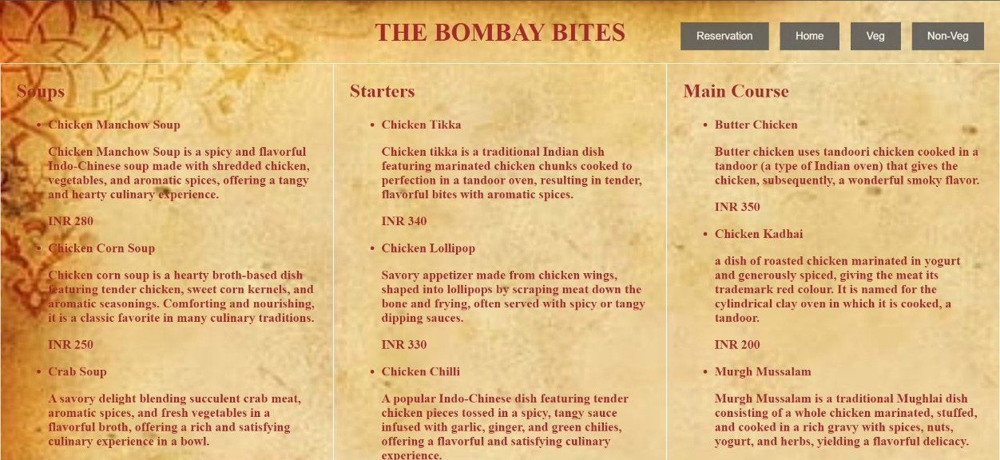 THE BOMBAY BITES
Reservation
Home
Veg
Non-Veg
Soups
• Chicken Manchow Soup
Chicken Manchow Soup is a spicy and flavorful
Indo-Chinese soup made with shredded chicken,
vegetables, and aromatic spices, offering a tangy
and hearty culinary experience.
INR 280
• Chicken Corn Soup
Chicken corn soup is a hearty broth-based dish
featuring tender chicken, sweet corn kernels, and
aromatic seasonings. Comforting and nourishing,
it is a classic favorite in many culinary traditions.
INR 250
• Crab Soup
A savory delight blending succulent crab meat,
aromatic spices, and fresh vegetables in a
flavorful broth, offering a rich and satisfying
culinary experience in a bowl.
Starters
• Chicken Tikka
Chicken tikka is a traditional Indian dish
featuring marinated chicken chunks cooked to
perfection in a tandoor oven, resulting in tender,
flavorful bites with aromatic spices.
INR 340
• Chicken Lollipop
Savory appetizer made from chicken wings,
shaped into lollipops by scraping meat down the
bone and frying, often served with spicy or tangy
dipping sauces.
INR 330
• Chicken Chilli
A popular Indo-Chinese dish featuring tender
chicken pieces tossed in a spicy, tangy sauce
infused with garlic, ginger, and green chilies,
offering a flavorful and satisfying culinary
experience.
Main Course
• Butter Chicken
Butter chicken uses tandoori chicken cooked in a
tandoor (a type of Indian oven) that gives the
chicken, subsequently, a wonderful smoky flavor.
INR 350
• Chicken Kadhai
a dish of roasted chicken marinated in yogurt
and generously spiced, giving the meat its
trademark red colour. It is named for the
cylindrical clay oven in which it is cooked, a
tandoor.
INR 200
• Murgh Mussalam
Murgh Mussalam is a traditional Mughlai dish
consisting of a whole chicken marinated, stuffed,
and cooked in a rich gravy with spices, nuts,
yogurt, and herbs, yielding a flavorful delicacy.